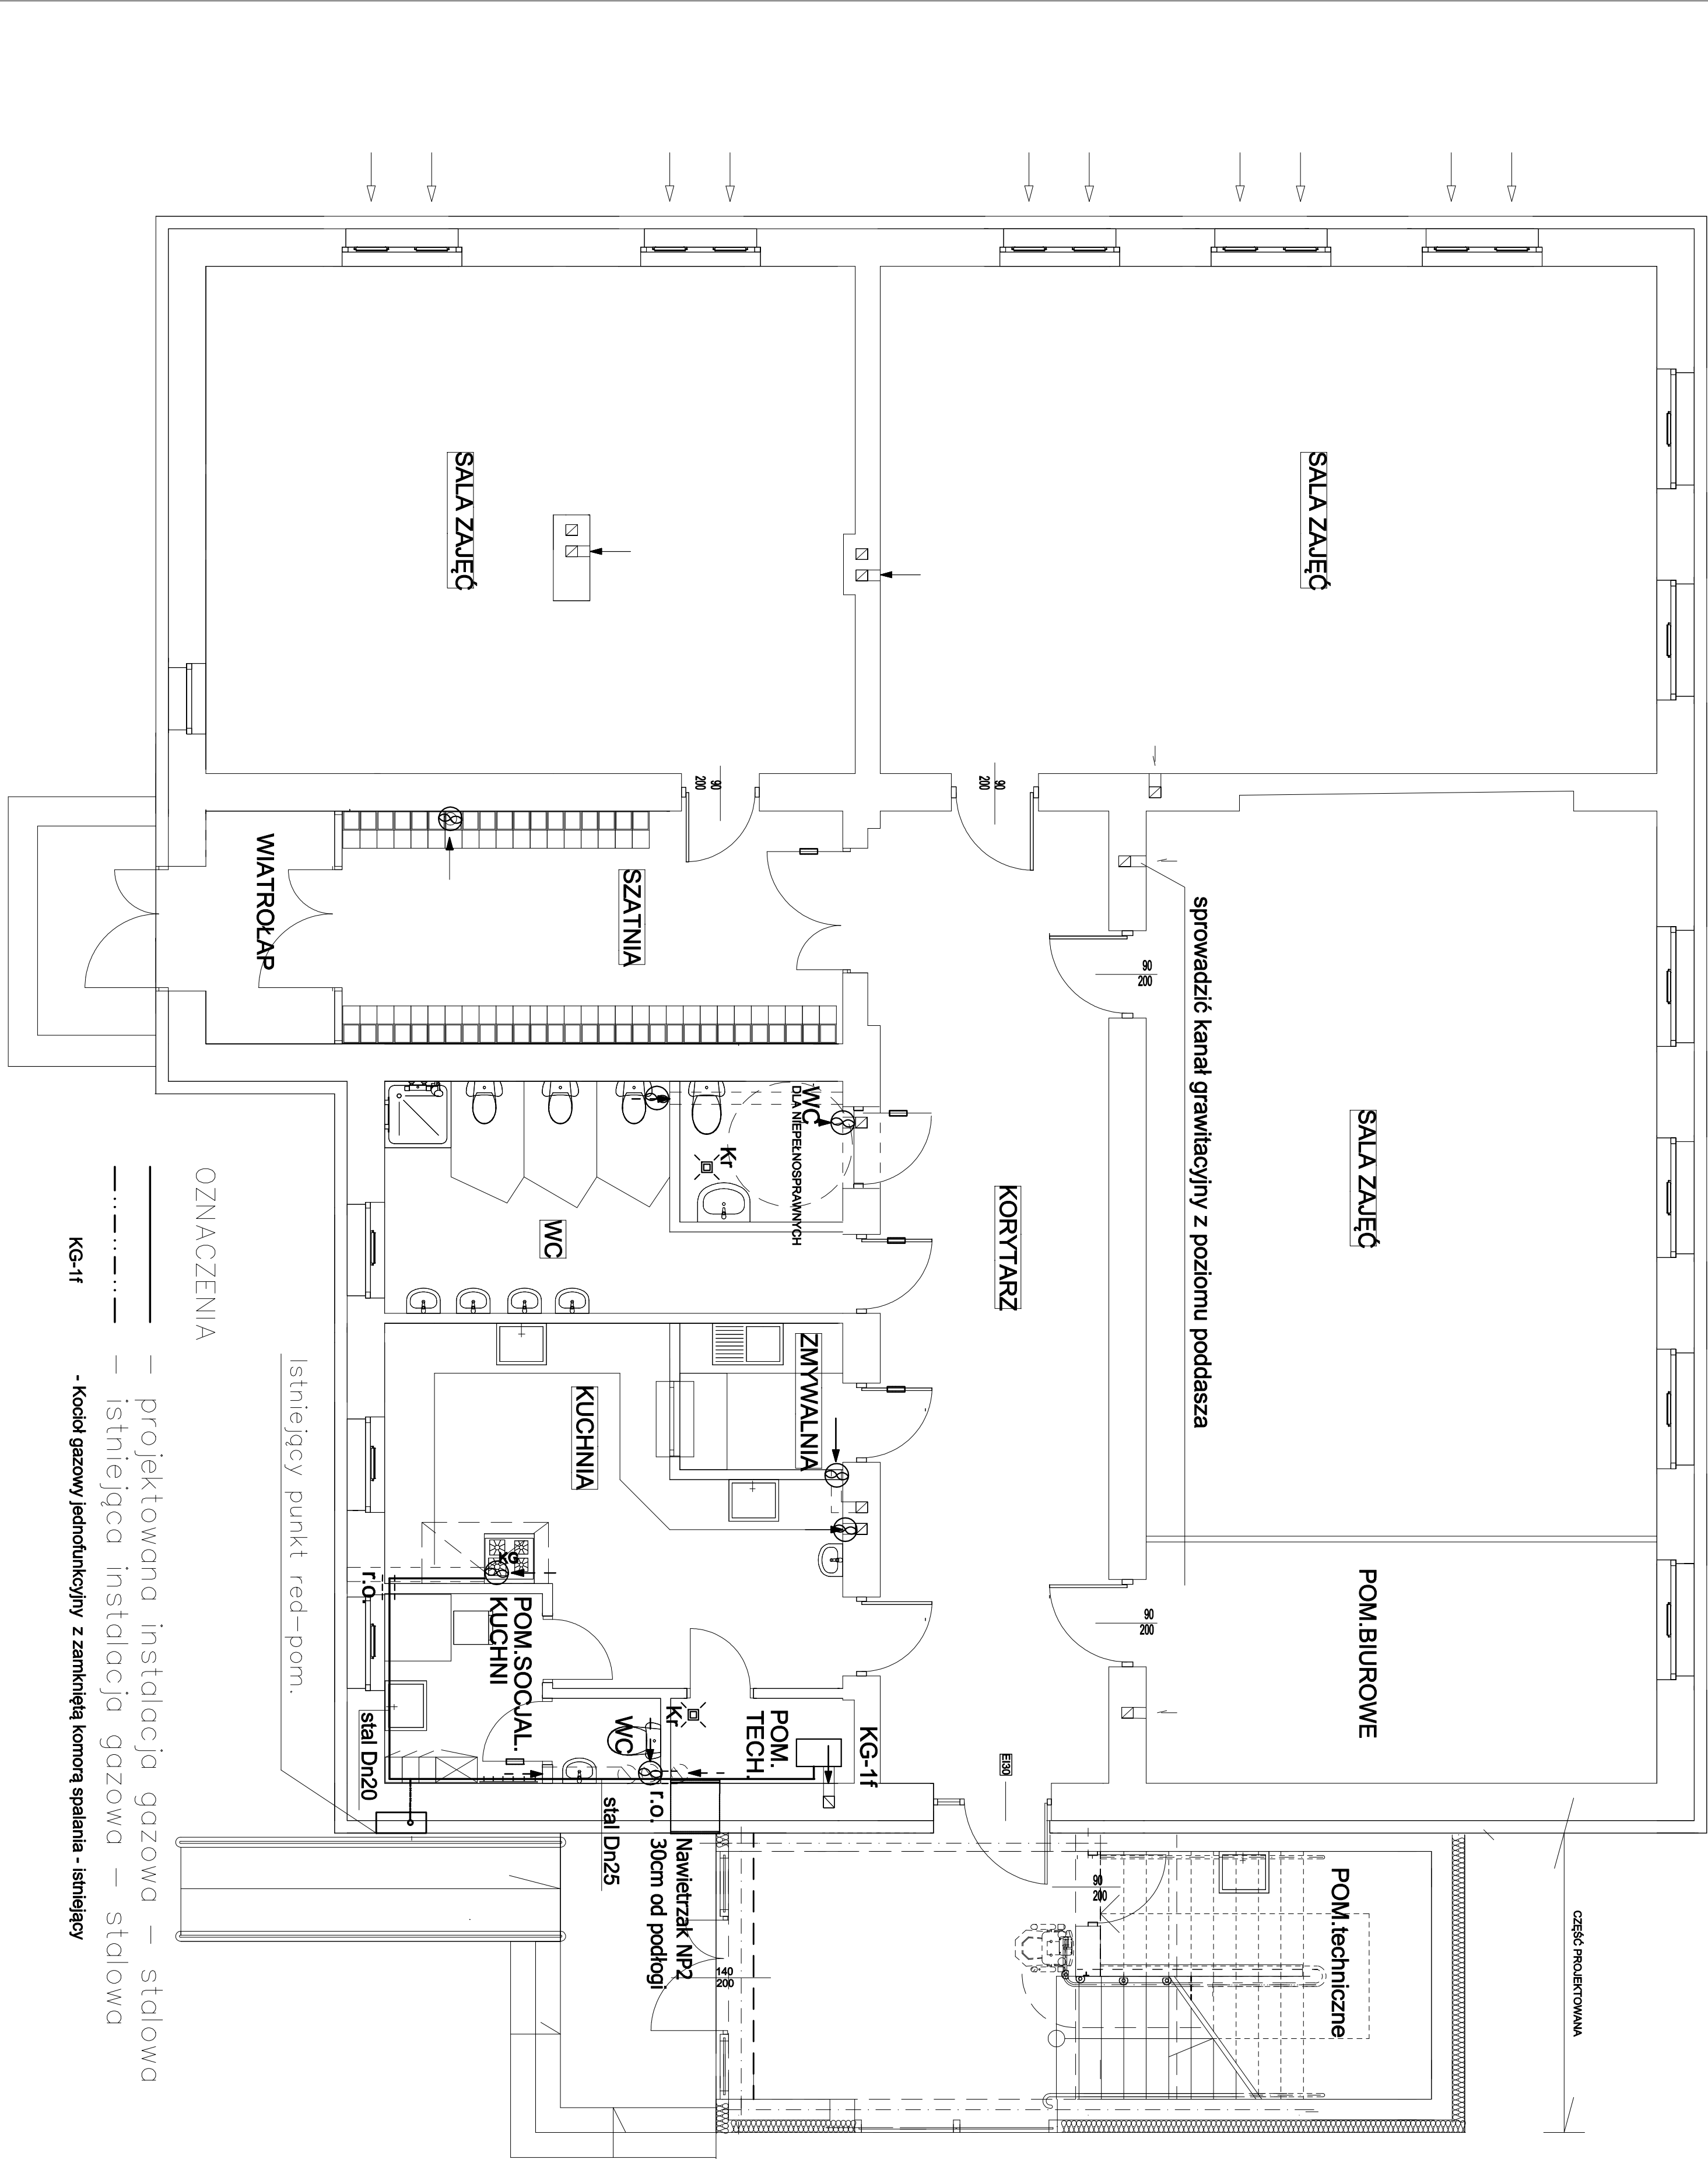 SALA ZAJĘĆ
SALA ZAJĘĆ
90
200
90
200
WIATROŁAP
SZATNIA
90
200
sprowadzić kanał grawitacyjny z poziomu poddasza
SALA ZAJĘĆ
WC
DLA NIEPEŁNOSPRAWNYCH
Kr
WC
KORYTARZ
ZMYWALNIA
KUCHNIA
KG
r.o.
POM.SOCJAL.
KUCHNI
90
200
POM.BIUROWE
WC
Kr
POM.
TECH.
KG-1f
stal Dn20
stal Dn25
r.o.
Nawietrzak NP2
30cm od podłogi
EI30
90
200
140
200
POM.techniczne
CZĘŚĆ PROJEKTOWANA
Istniejący punkt red-pom.
OZNACZENIA
— projektowana instalacja gazowa — stalowa
— istniejąca instalacja gazowa — stalowa
KG-1f - Kocioł gazowy jednofunkcyjny z zamkniętą komorą spalania - istniejący